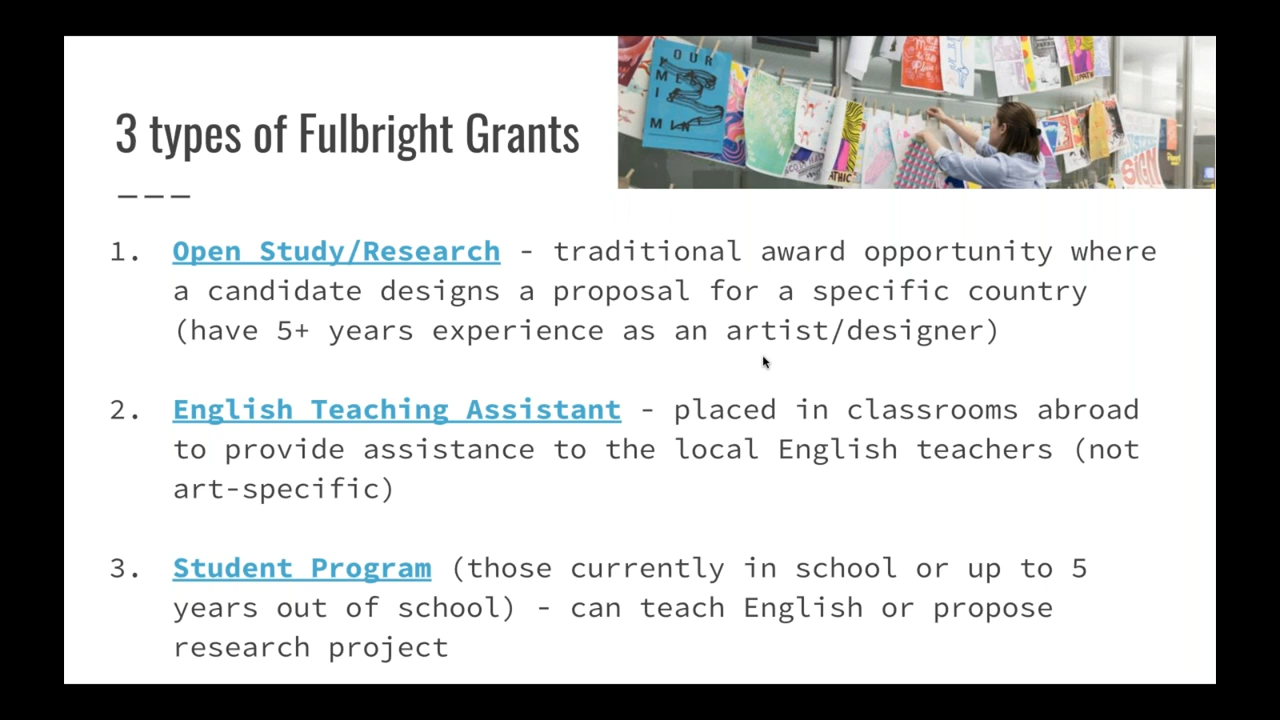 3 types of Fulbright Grants
OUR
1. Open Study/Research - traditional award opportunity where
a candidate designs a proposal for a specific country
(have 5+ years experience as an artist/designer)
2. English Teaching Assistant - placed in classrooms abroad
to provide assistance to the local English teachers (not
art-specific)
3. Student Program (those currently in school or up to 5
years out of school) - can teach English or propose
research project